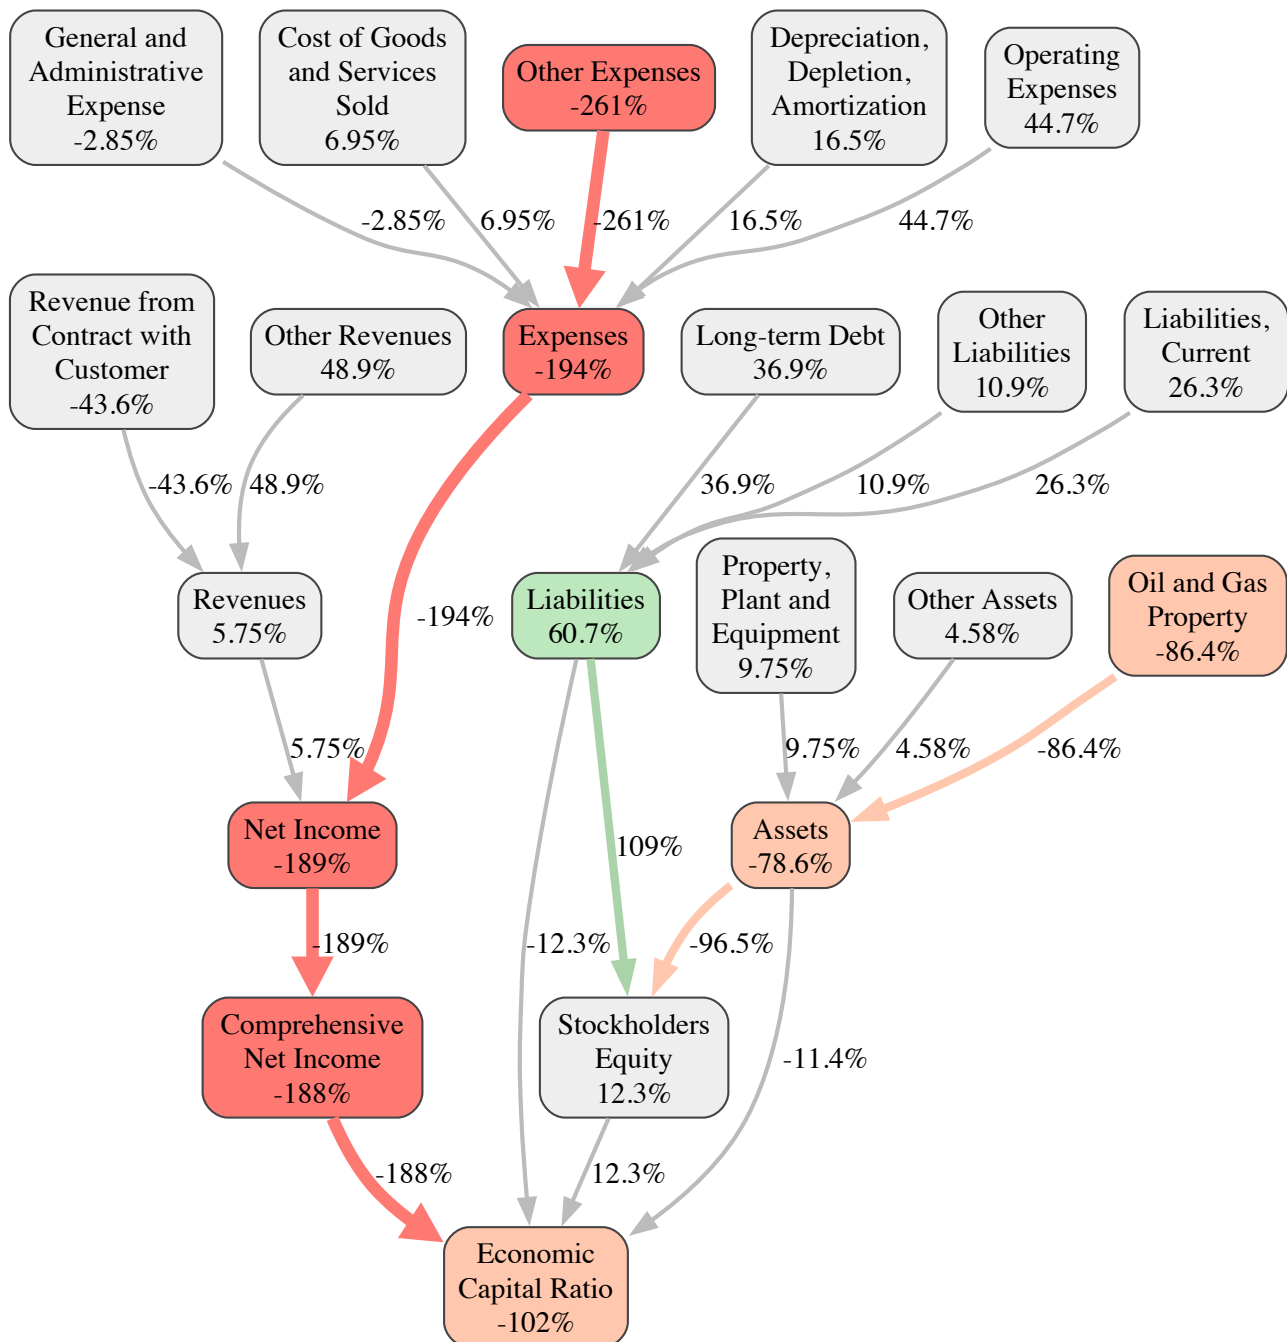 General and
Administrative
Expense
-2.85%
Cost of Goods
and Services
Sold
6.95%
Other Expenses
-261%
Depreciation,
Depletion,
Amortization
16.5%
Operating
Expenses
44.7%
-2.85%
6.95%
-261%
16.5%
44.7%
Revenue from
Contract with
Customer
-43.6%
Other Revenues
48.9%
Expenses
-194%
Long-term Debt
36.9%
Other
Liabilities
10.9%
Liabilities,
Current
26.3%
-43.6%
48.9%
36.9%
10.9%
26.3%
Revenues
5.75%
-194%
Liabilities
60.7%
Property,
Plant and
Equipment
9.75%
Other Assets
4.58%
Oil and Gas
Property
-86.4%
5.75%
9.75%
4.58%
-86.4%
Net Income
-189%
109%
Assets
-78.6%
-189%
-12.3%
-96.5%
Comprehensive
Net Income
-188%
Stockholders
Equity
12.3%
-11.4%
-188%
12.3%
Economic
Capital Ratio
-102%